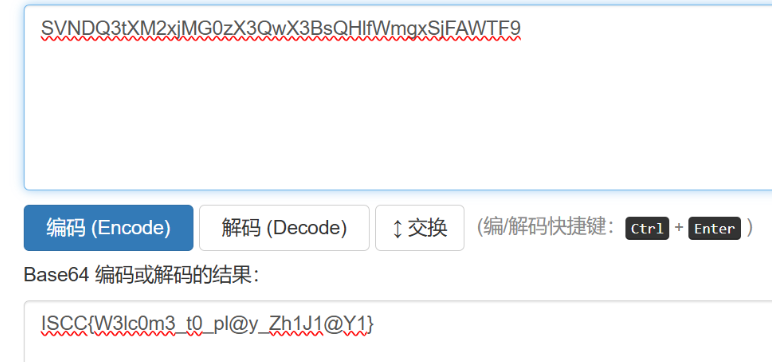 SVNDQ3tXM2xjMG0zX3QwX3BsQHlfWmgxSjFAWTF9
编码 (Encode) 解码 (Decode) ↕ 交换 (编/解码快捷键： Ctrl + Enter )
Base64 编码或解码的结果：
ISCC{W3lc0m3_t0_pl@y_Zh1J1@Y1}